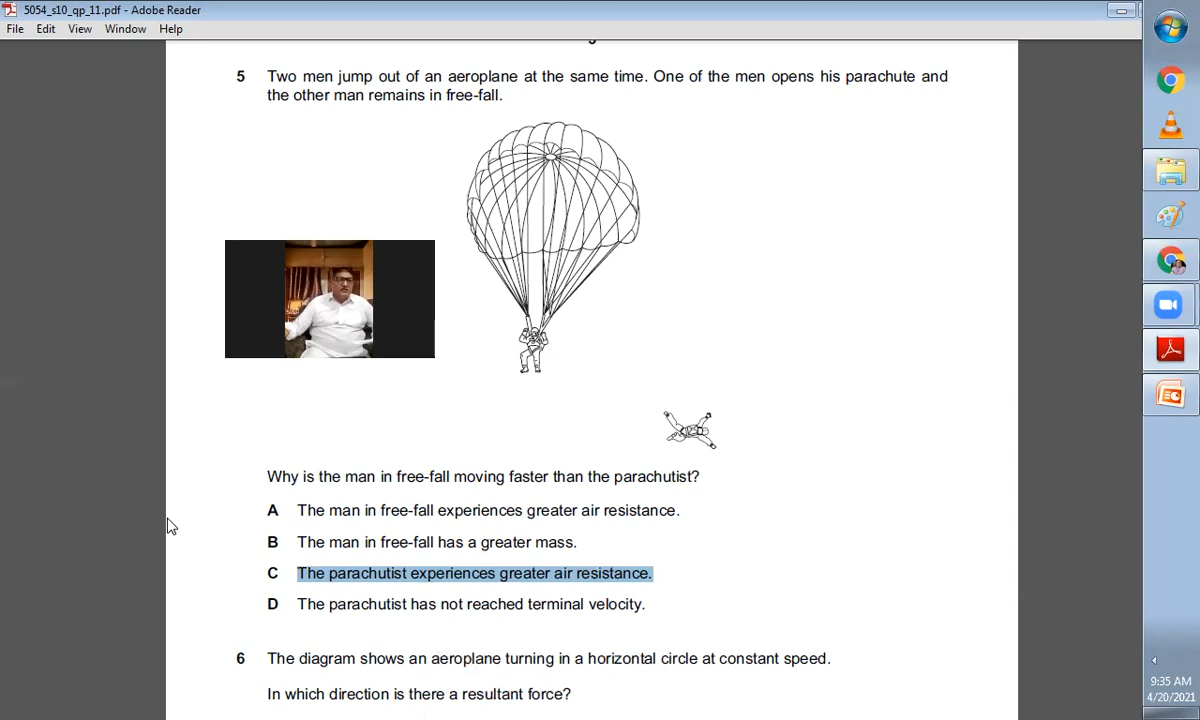 5054_s10_qp_11.pdf - Adobe Reader
File Edit View Window Help
5 Two men jump out of an aeroplane at the same time. One of the men opens his parachute and
the other man remains in free-fall.
Why is the man in free-fall moving faster than the parachutist?
A The man in free-fall experiences greater air resistance.
B The man in free-fall has a greater mass.
C The parachutist experiences greater air resistance.
D The parachutist has not reached terminal velocity.
6 The diagram shows an aeroplane turning in a horizontal circle at constant speed.
In which direction is there a resultant force?
9:35 AM
4/20/2021